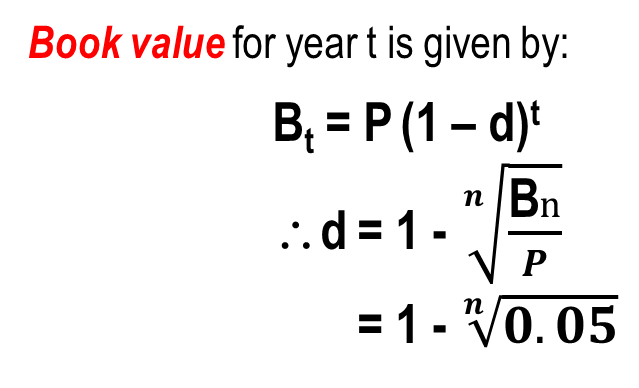 Book value for year t is given by:
Bₜ = P (1 – d)ᵗ
∴ d = 1 - ⁿ√(Bn/P)
= 1 - ⁿ√0.05